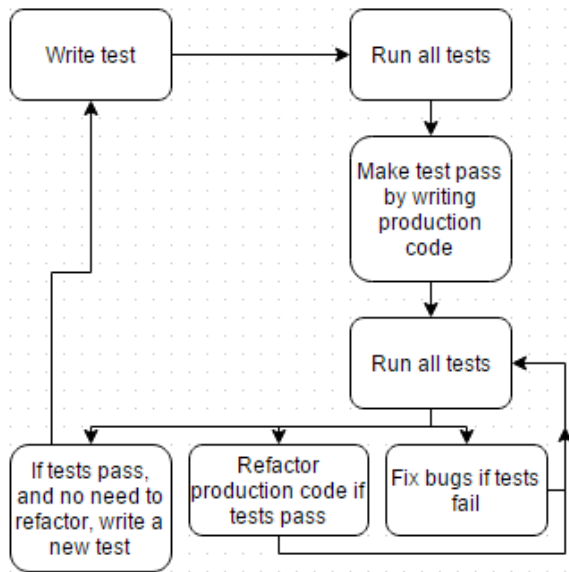 Write test
Run all tests
Make test pass
by writing
production
code
Run all tests
If tests pass,
and no need to
refactor, write a
new test
Refactor
production code if
tests pass
Fix bugs if tests
fail